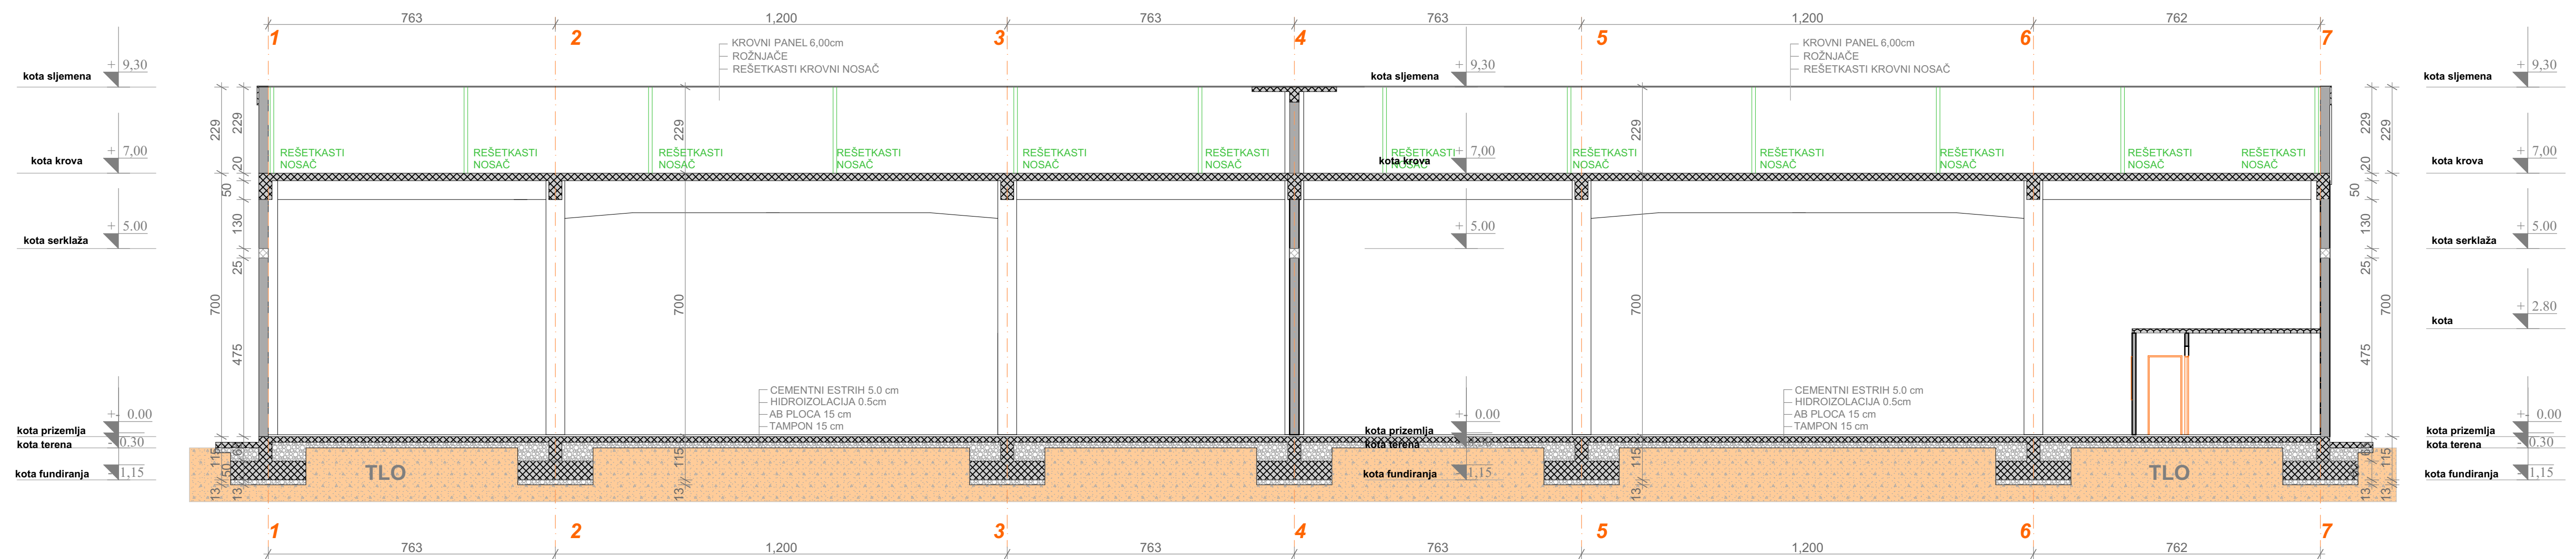 763 1,200 763 763 1,200 762
1 2 3 4 5 6 7
KROVNI PANEL 6,00cm
ROŽNJAČE
REŠETKASTI KROVNI NOSAČ
KROVNI PANEL 6,00cm
ROŽNJAČE
REŠETKASTI KROVNI NOSAČ
kota sljemena + 9,30
kota krova + 7,00
kota serklaža + 5.00
kota prizemlja +- 0.00
kota terena -0,30
kota fundiranja -1,15
229 229
20
50
130
25
700
475
115
50
13 13
REŠETKASTI
NOSAČ
REŠETKASTI
NOSAČ
REŠETKASTI
NOSAČ
REŠETKASTI
NOSAČ
REŠETKASTI
NOSAČ
REŠETKASTI
NOSAČ
REŠETKASTI
NOSAČ
REŠETKASTI
NOSAČ
REŠETKASTI
NOSAČ
REŠETKASTI
NOSAČ
REŠETKASTI
NOSAČ
REŠETKASTI
NOSAČ
229
700
115
13
CEMENTNI ESTRIH 5.0 cm
HIDROIZOLACIJA 0.5cm
AB PLOCA 15 cm
TAMPON 15 cm
kota sljemena + 9,30
kota krova + 7,00
+ 5.00
kota prizemlja +- 0.00
kota terena
kota fundiranja 1,15
229
700
115
13
CEMENTNI ESTRIH 5.0 cm
HIDROIZOLACIJA 0.5cm
AB PLOCA 15 cm
TAMPON 15 cm
229 229
20
50
130
25
700
475
115
13 13
kota sljemena + 9,30
kota krova + 7,00
kota serklaža + 5.00
kota + 2.80
kota prizemlja +- 0.00
kota terena -0,30
kota fundiranja -1,15
TLO TLO
1 2 3 4 5 6 7
763 1,200 763 763 1,200 762